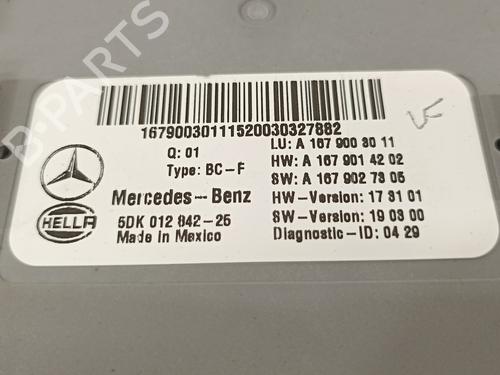 16790030111520030327882
Q: 01
Type: BC-F
Mercedes-Benz
HELLA
5DK 012 842-25
Made in Mexico
LU: A 167 900 30 11
HW: A 167 901 42 02
SW: A 167 902 73 05
HW-Version: 17 31 01
SW-Version: 19 03 00
Diagnostic-ID: 04 29
B-PARTS